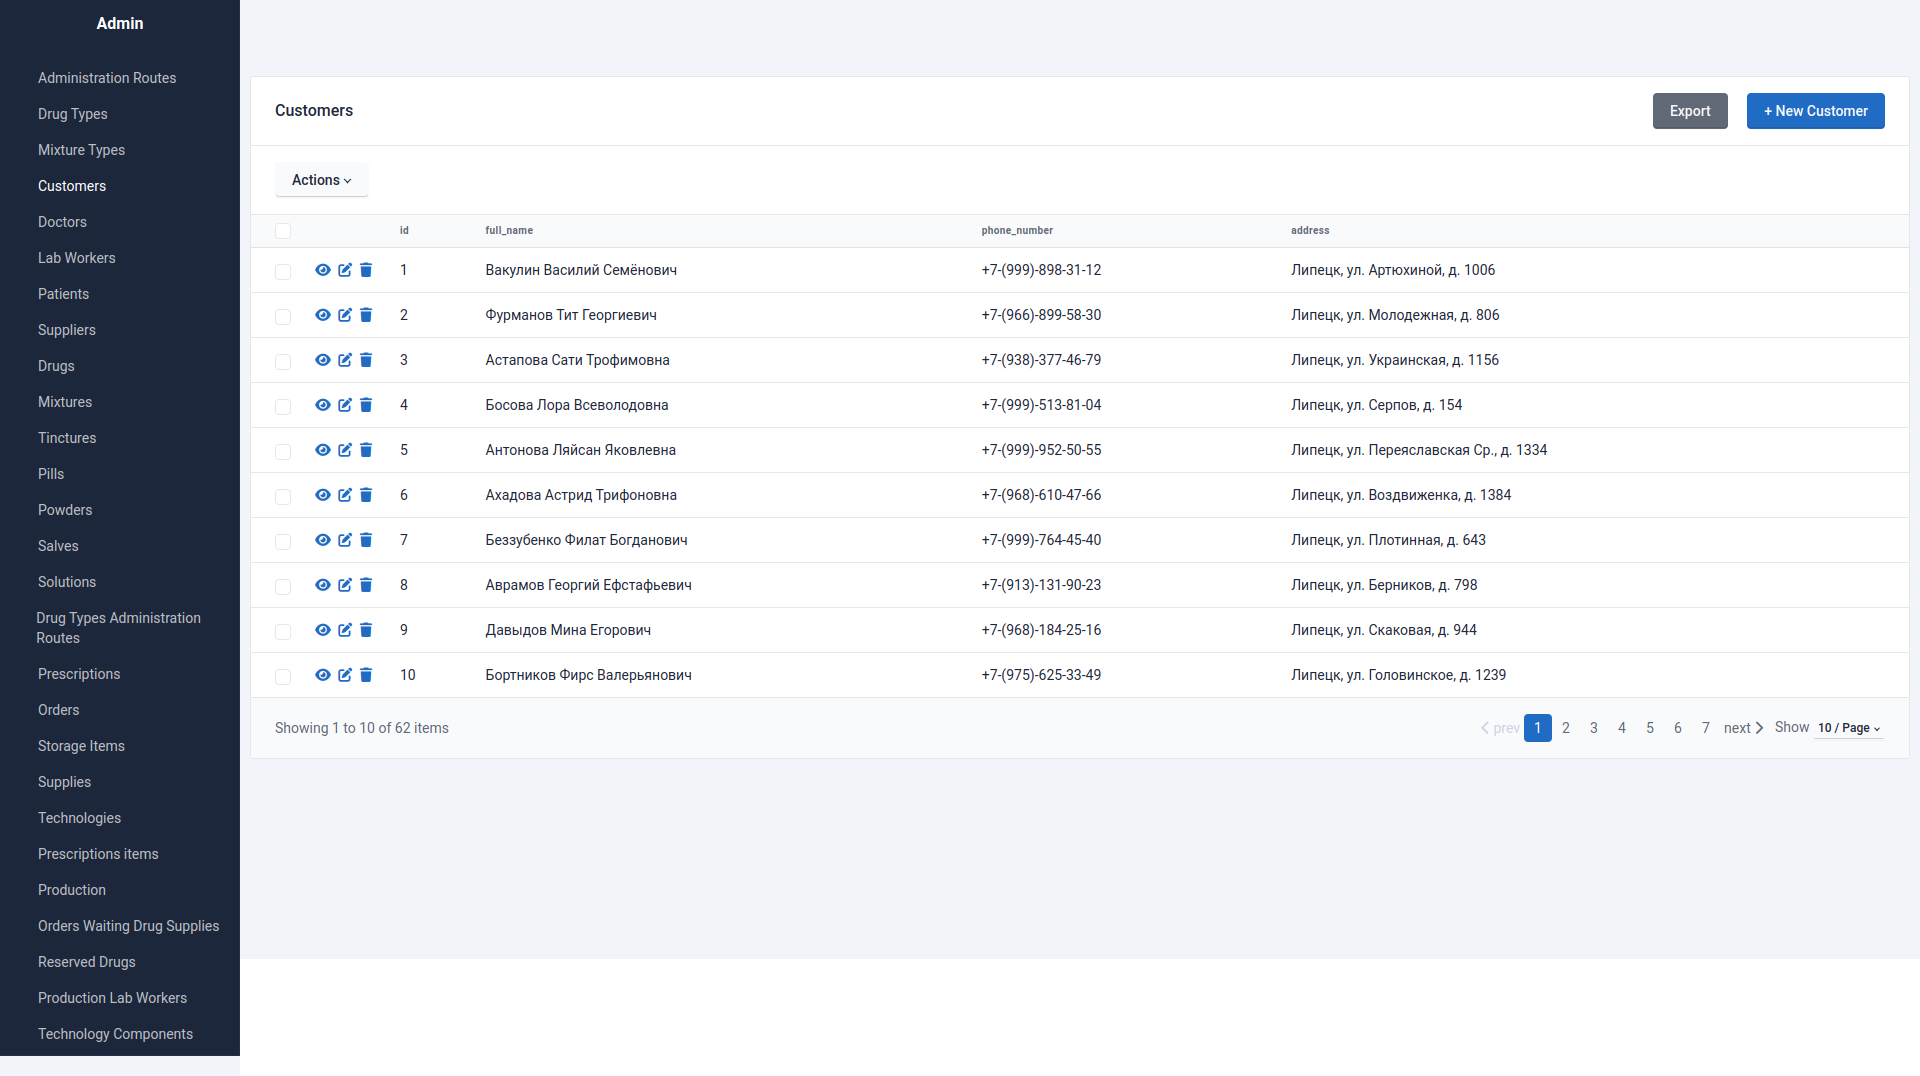 Admin
Administration Routes
Drug Types
Mixture Types
Customers
Doctors
Lab Workers
Patients
Suppliers
Drugs
Mixtures
Tinctures
Pills
Powders
Salves
Solutions
Drug Types Administration
Routes
Prescriptions
Orders
Storage Items
Supplies
Technologies
Prescriptions items
Production
Orders Waiting Drug Supplies
Reserved Drugs
Production Lab Workers
Technology Components
Customers
Export
+ New Customer
Actions
id full_name phone_number address
1 Вакулин Василий Семёнович +7-(999)-898-31-12 Липецк, ул. Артюхиной, д. 1006
2 Фурманов Тит Георгиевич +7-(966)-899-58-30 Липецк, ул. Молодежная, д. 806
3 Астапова Сати Трофимовна +7-(938)-377-46-79 Липецк, ул. Украинская, д. 1156
4 Босова Лора Всеволодовна +7-(999)-513-81-04 Липецк, ул. Серпов, д. 154
5 Антонова Ляйсан Яковлевна +7-(999)-952-50-55 Липецк, ул. Переяславская Ср., д. 1334
6 Ахадова Астрид Трифоновна +7-(968)-610-47-66 Липецк, ул. Воздвиженка, д. 1384
7 Беззубенко Филат Богданович +7-(999)-764-45-40 Липецк, ул. Плотинная, д. 643
8 Аврамов Георгий Ефстафьевич +7-(913)-131-90-23 Липецк, ул. Берников, д. 798
9 Давыдов Мина Егорович +7-(968)-184-25-16 Липецк, ул. Скаковая, д. 944
10 Бортников Фирс Валерьянович +7-(975)-625-33-49 Липецк, ул. Головинское, д. 1239
Showing 1 to 10 of 62 items
prev 1 2 3 4 5 6 7 next Show 10 / Page